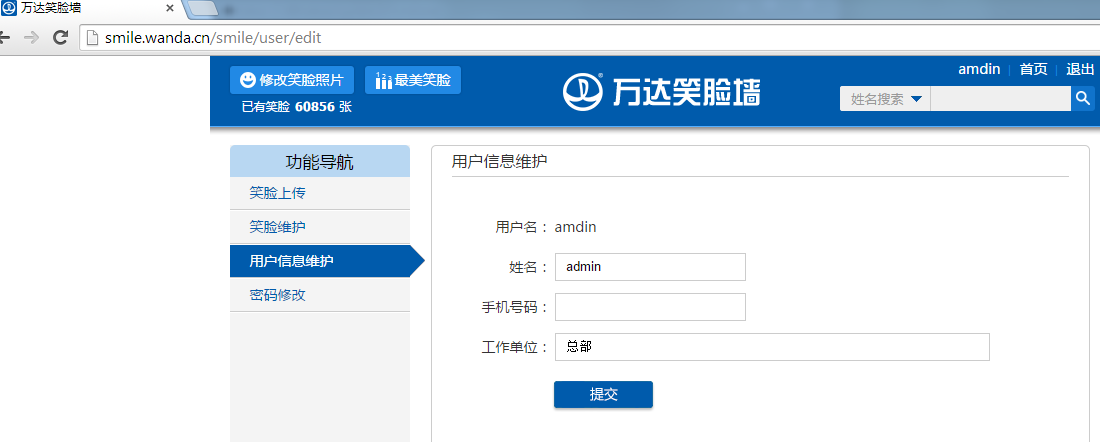 万达笑脸墙
smile.wanda.cn/smile/user/edit
修改笑脸照片 最美笑脸
已有笑脸 60856 张
万达笑脸墙
amdin 首页 退出
姓名搜索
功能导航
笑脸上传
笑脸维护
用户信息维护
密码修改
用户信息维护
用户名： amdin
姓名： admin
手机号码：
工作单位： 总部
提交